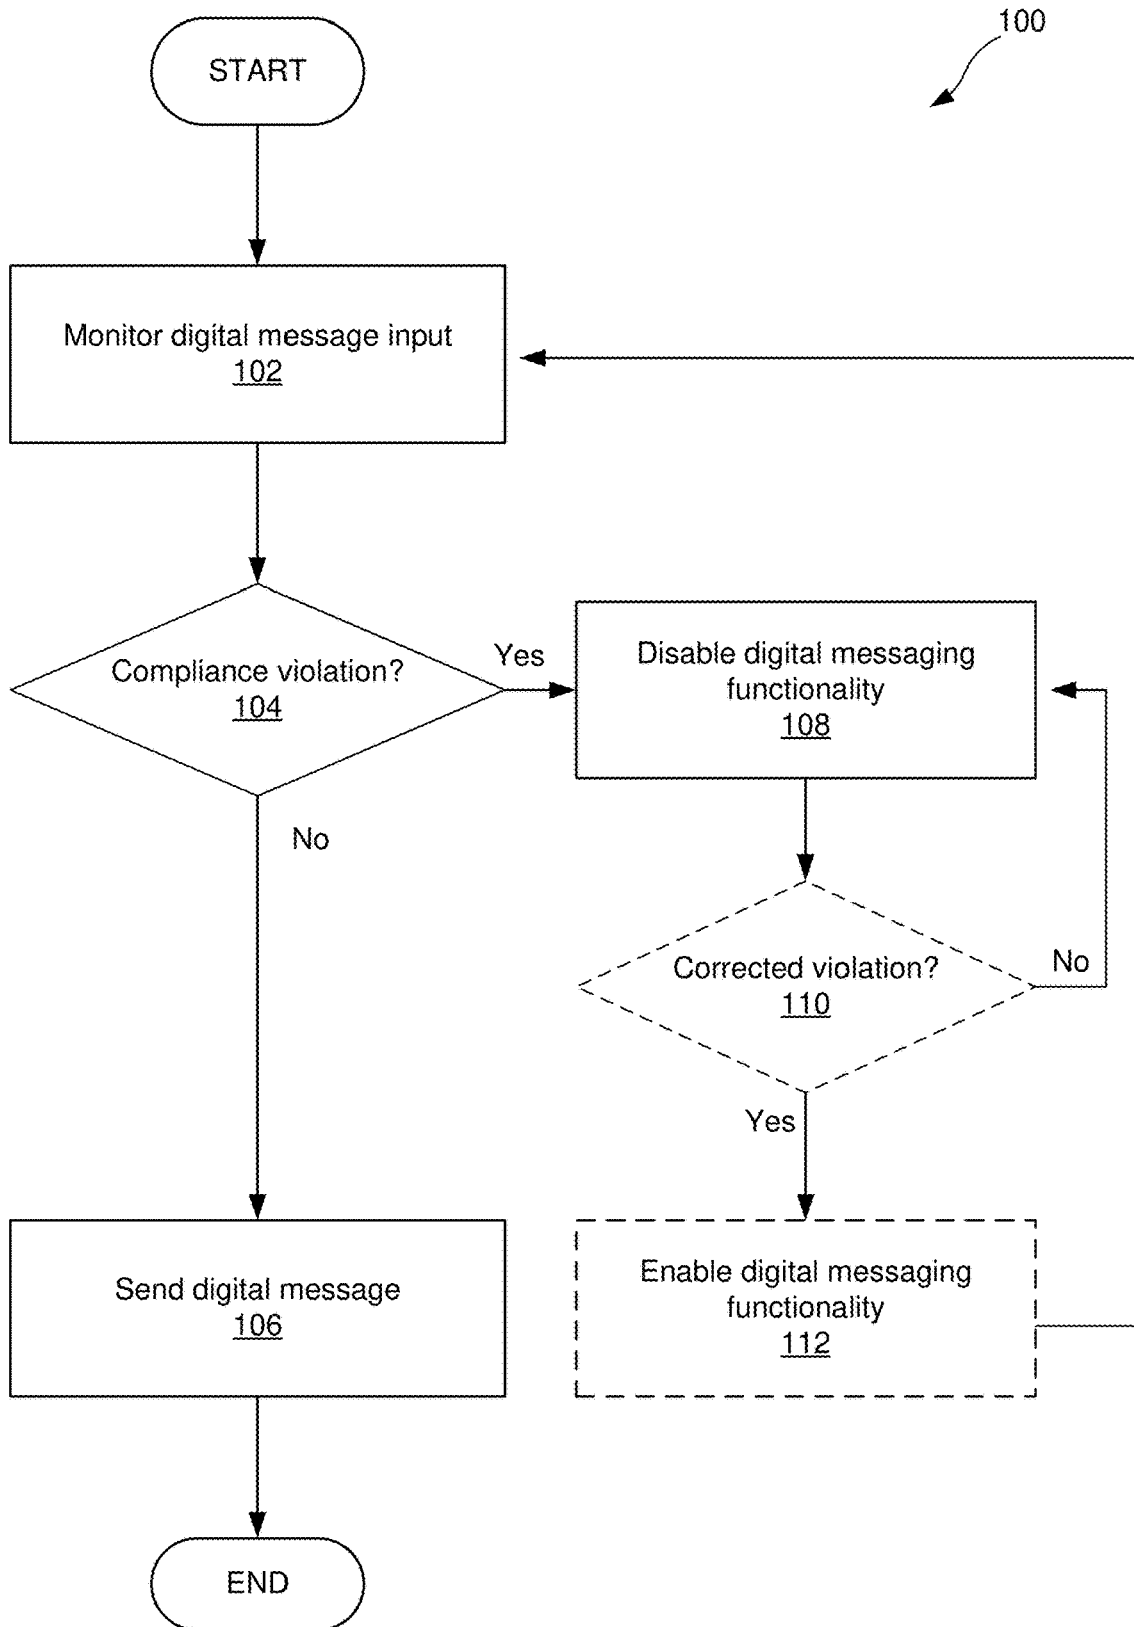 START
100
Monitor digital message input
102
Compliance violation?
104
Yes
Disable digital messaging
functionality
108
No
Corrected violation?
110
No
Yes
Send digital message
106
Enable digital messaging
functionality
112
END